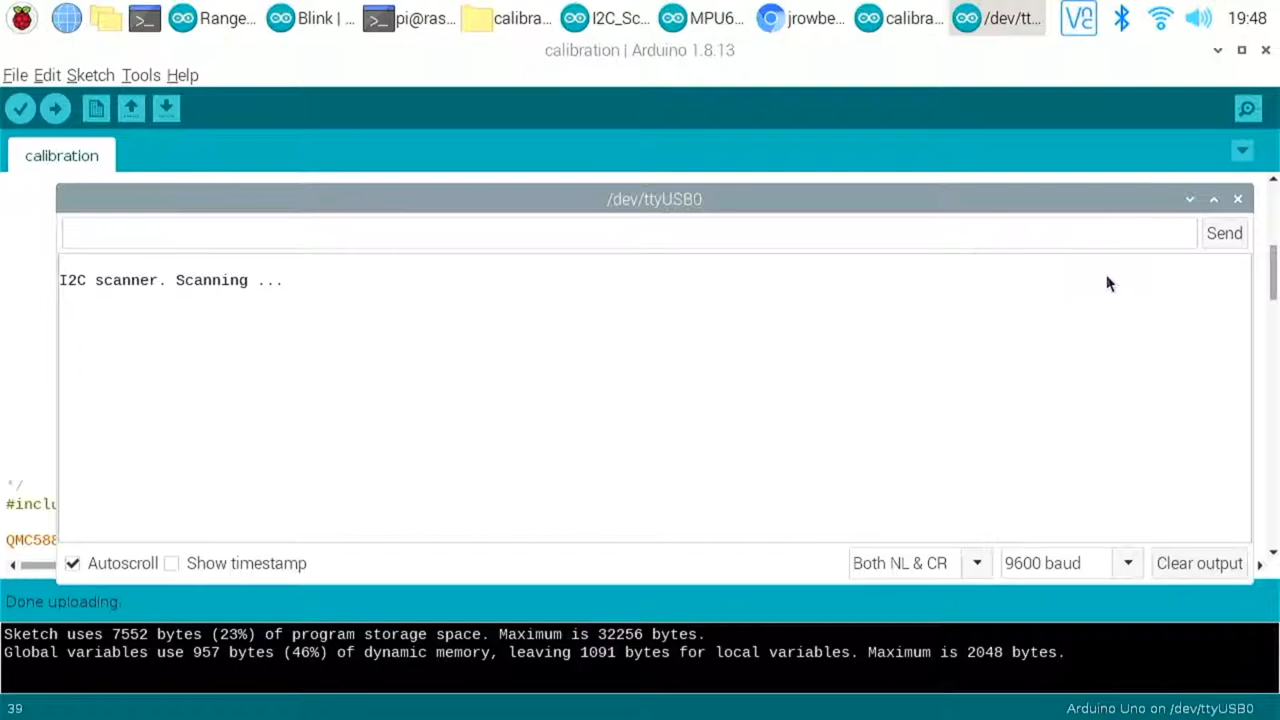 Range... Blink | ... pi@ras... calibra... I2C_Sc... MPU6... jrowbe... calibra... /dev/tt... 19:48
calibration | Arduino 1.8.13
File Edit Sketch Tools Help
calibration
/dev/ttyUSB0
Send
I2C scanner. Scanning ...
*/
#inclu
QMC588
Autoscroll Show timestamp Both NL & CR 9600 baud Clear output
Done uploading.
Sketch uses 7552 bytes (23%) of program storage space. Maximum is 32256 bytes.
Global variables use 957 bytes (46%) of dynamic memory, leaving 1091 bytes for local variables. Maximum is 2048 bytes.
39 Arduino Uno on /dev/ttyUSB0